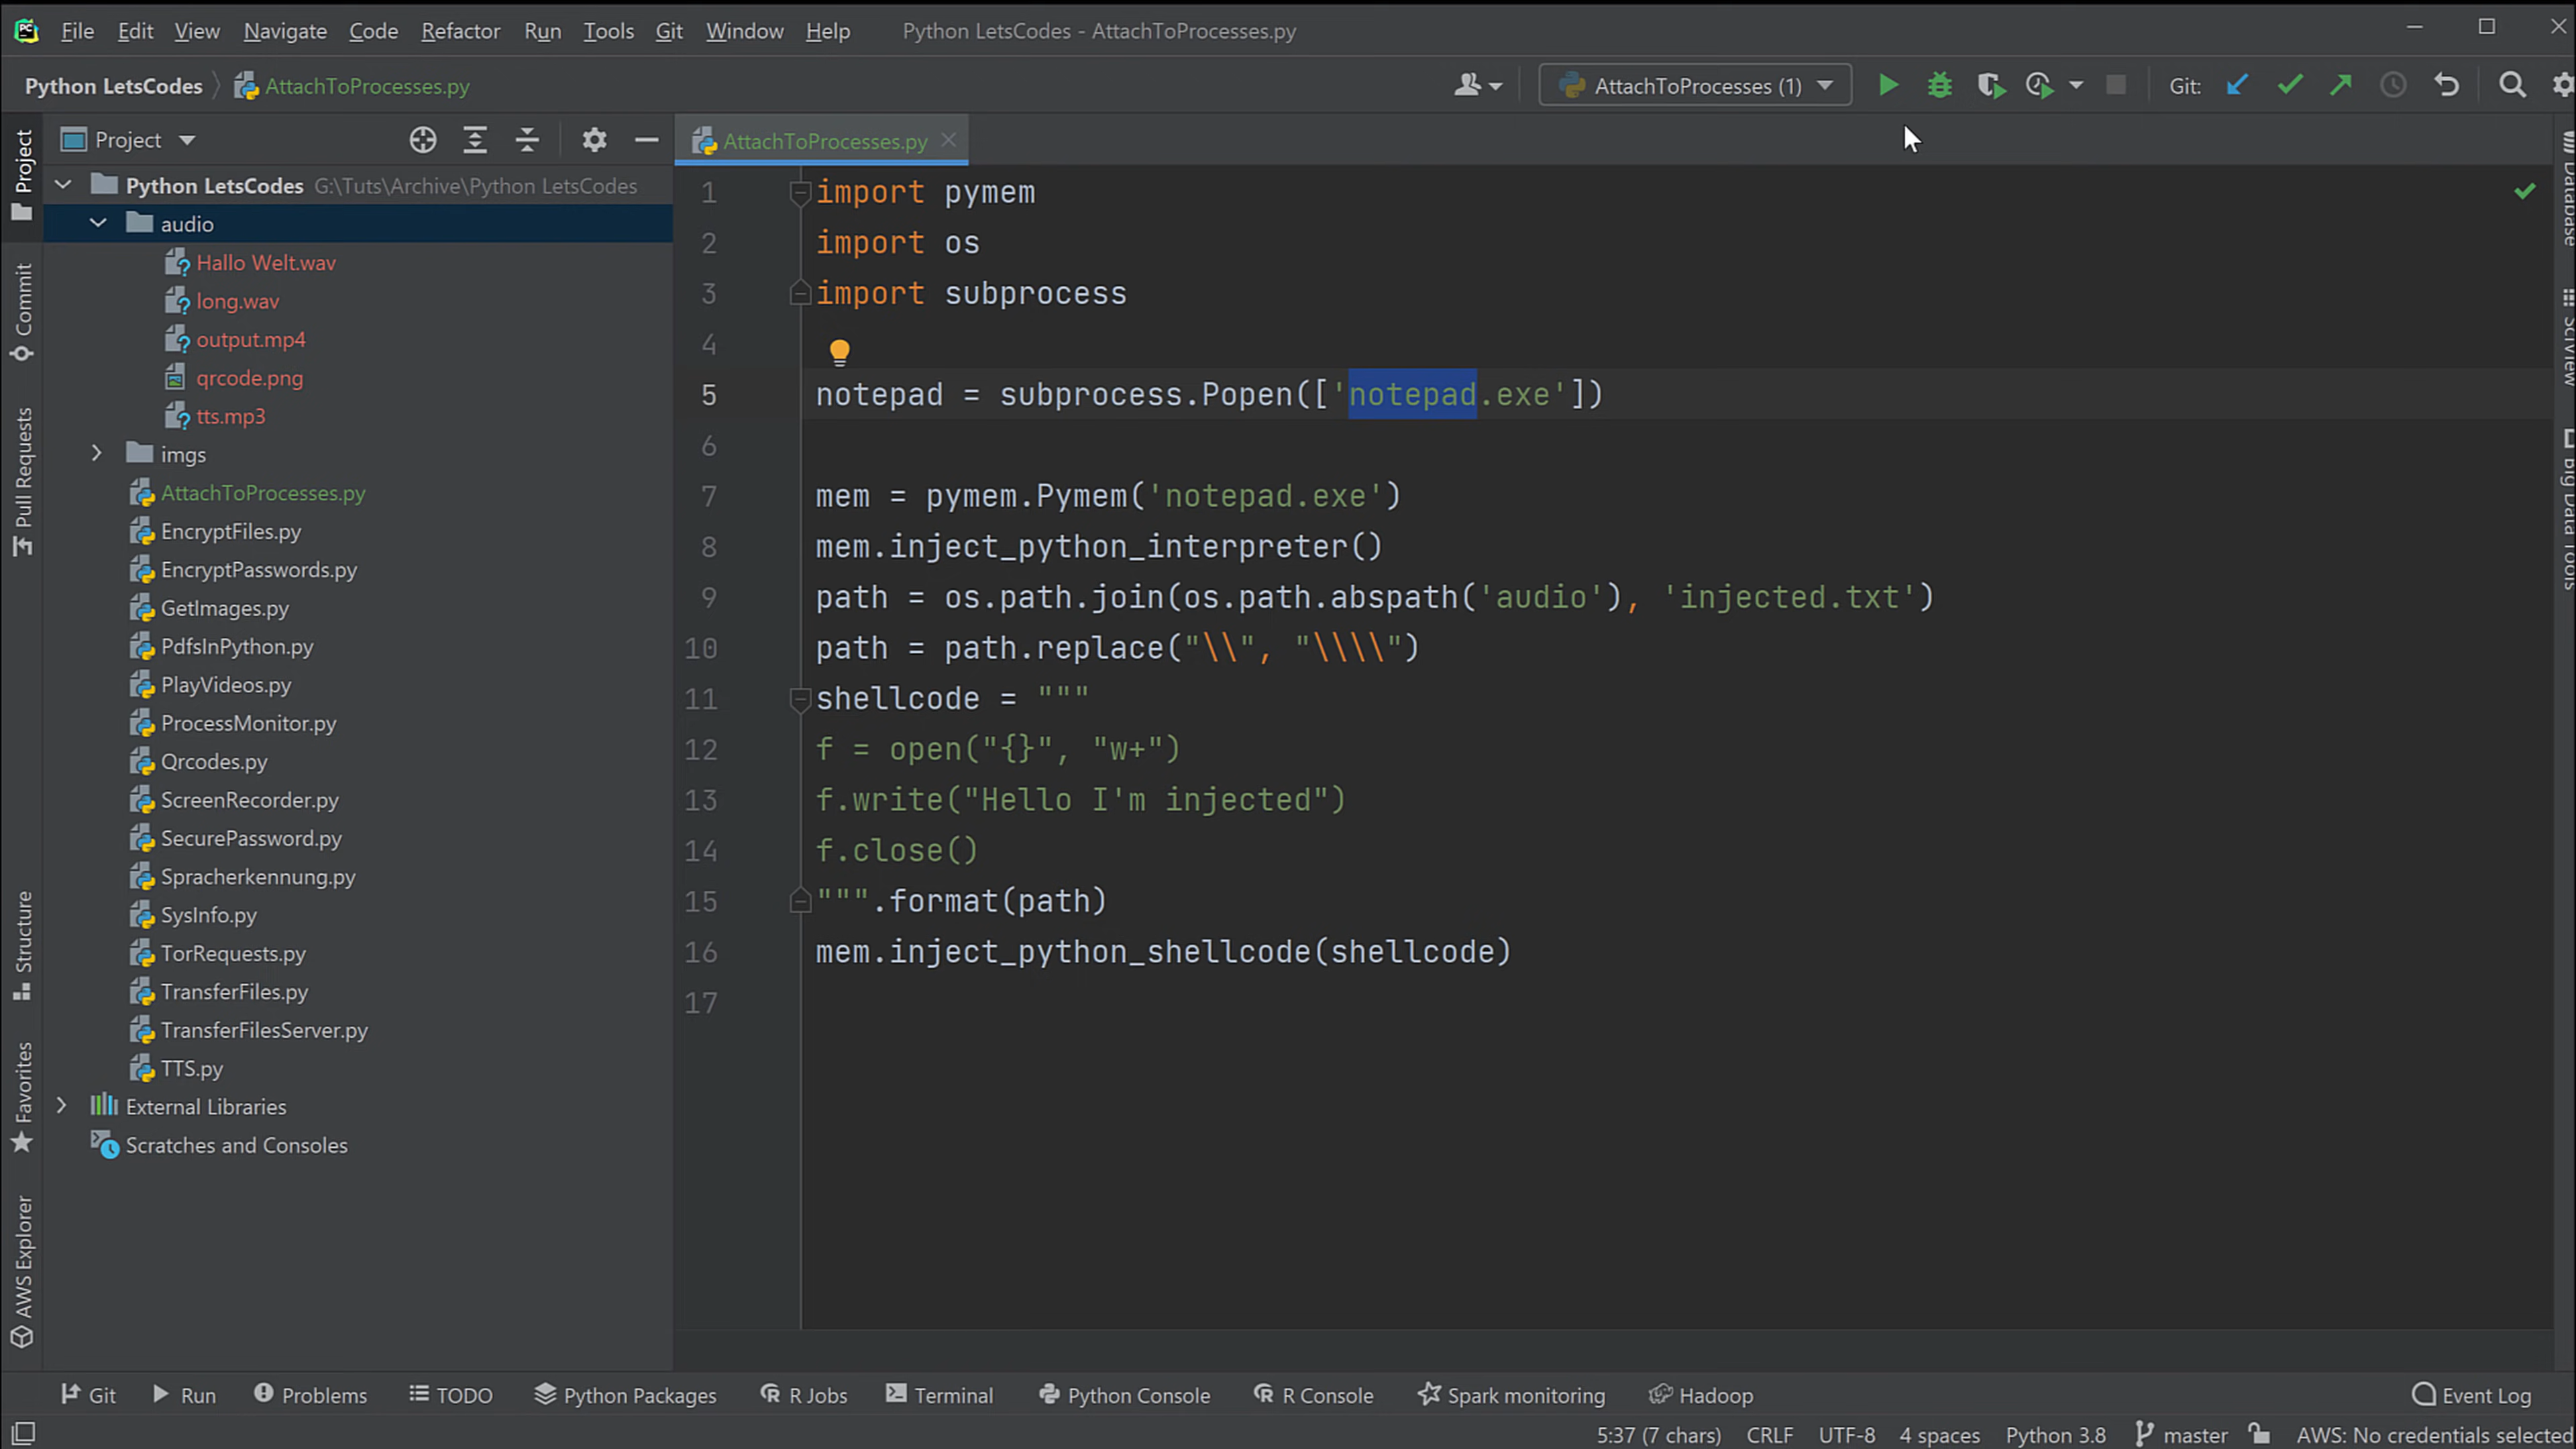 File Edit View Navigate Code Refactor Run Tools Git Window Help Python LetsCodes - AttachToProcesses.py
Python LetsCodes AttachToProcesses.py AttachToProcesses (1) Git:
Project AttachToProcesses.py
Python LetsCodes G:\Tuts\Archive\Python LetsCodes
audio
Hallo Welt.wav
long.wav
output.mp4
qrcode.png
tts.mp3
imgs
AttachToProcesses.py
EncryptFiles.py
EncryptPasswords.py
GetImages.py
PdfsInPython.py
PlayVideos.py
ProcessMonitor.py
Qrcodes.py
ScreenRecorder.py
SecurePassword.py
Spracherkennung.py
SysInfo.py
TorRequests.py
TransferFiles.py
TransferFilesServer.py
TTS.py
External Libraries
Scratches and Consoles
1 import pymem
2 import os
3 import subprocess
4
5 notepad = subprocess.Popen(['notepad.exe'])
6
7 mem = pymem.Pymem('notepad.exe')
8 mem.inject_python_interpreter()
9 path = os.path.join(os.path.abspath('audio'), 'injected.txt')
10 path = path.replace("\\", "\\\\")
11 shellcode = """
12 f = open("{}", "w+")
13 f.write("Hello I'm injected")
14 f.close()
15 """.format(path)
16 mem.inject_python_shellcode(shellcode)
17
Project
Commit
Pull Requests
Structure
Favorites
AWS Explorer
Database
SciView
Big Data Tools
Git Run Problems TODO Python Packages R Jobs Terminal Python Console R Console Spark monitoring Hadoop Event Log
5:37 (7 chars) CRLF UTF-8 4 spaces Python 3.8 master AWS: No credentials selected